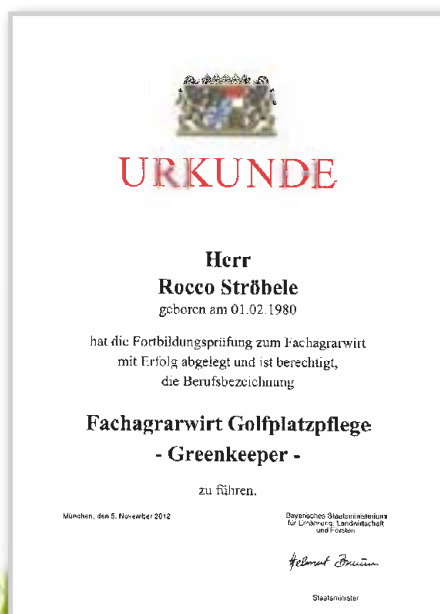 URKUNDE
Herr
Rocco Ströbele
geboren am 01.02.1980
hat die Fortbildungsprüfung zum Fachagrarwirt
mit Erfolg abgelegt und ist berechtigt,
die Berufsbezeichnung
Fachagrarwirt Golfplatzpflege
- Greenkeeper -
zu führen.
München, den 5. November 2012
Bayerisches Staatsministerium
für Ernährung, Landwirtschaft
und Forsten
Helmut Brunner
Staatsminister